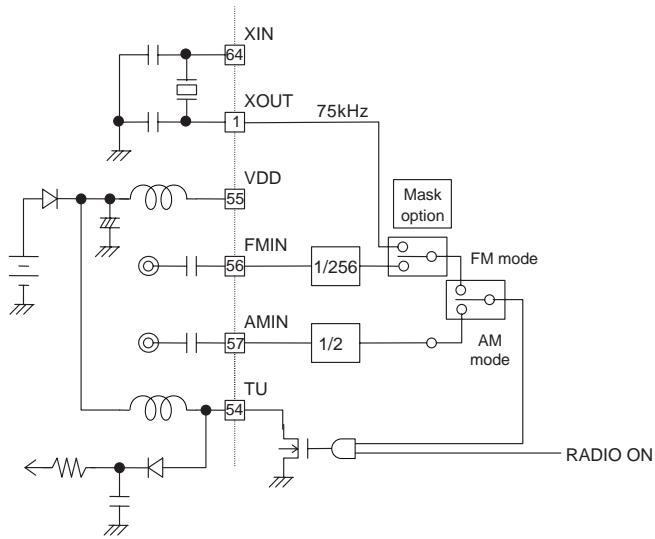 XIN
64
XOUT
1
75kHz
VDD
55
Mask
option
FMIN
56
1/256
FM mode
AMIN
57
1/2
AM
mode
TU
54
RADIO ON